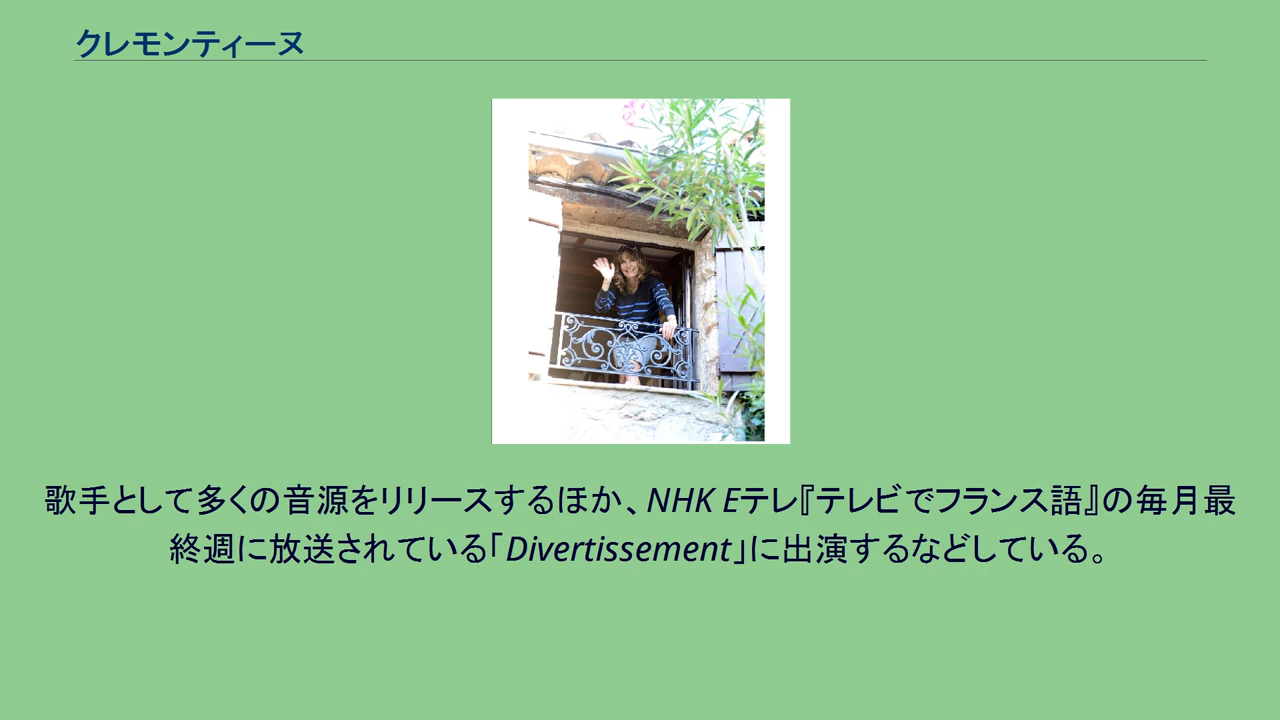 クレモンティーヌ
歌手として多くの音源をリリースするほか、NHK Eテレ『テレビでフランス語』の毎月最
終週に放送されている「Divertissement」に出演するなどしている。